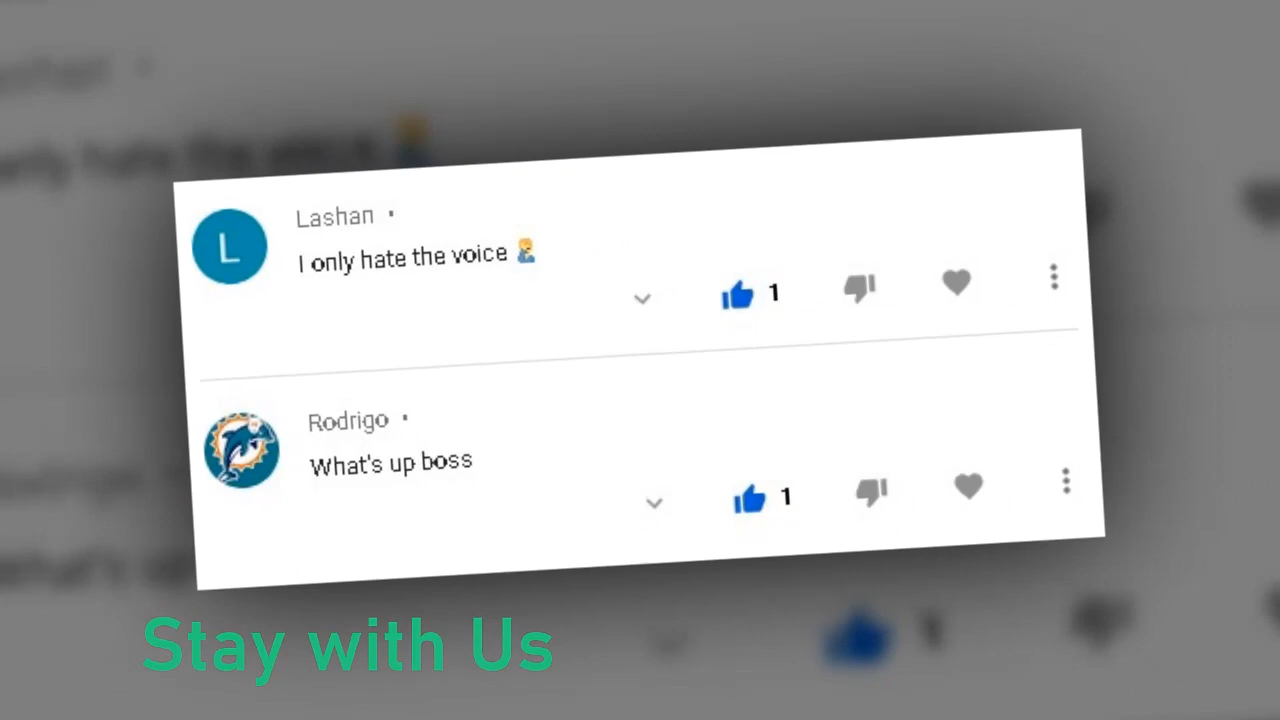 L
Lashan •
I only hate the voice 🤦‍♂️
1
Rodrigo •
What's up boss
1
Stay with Us